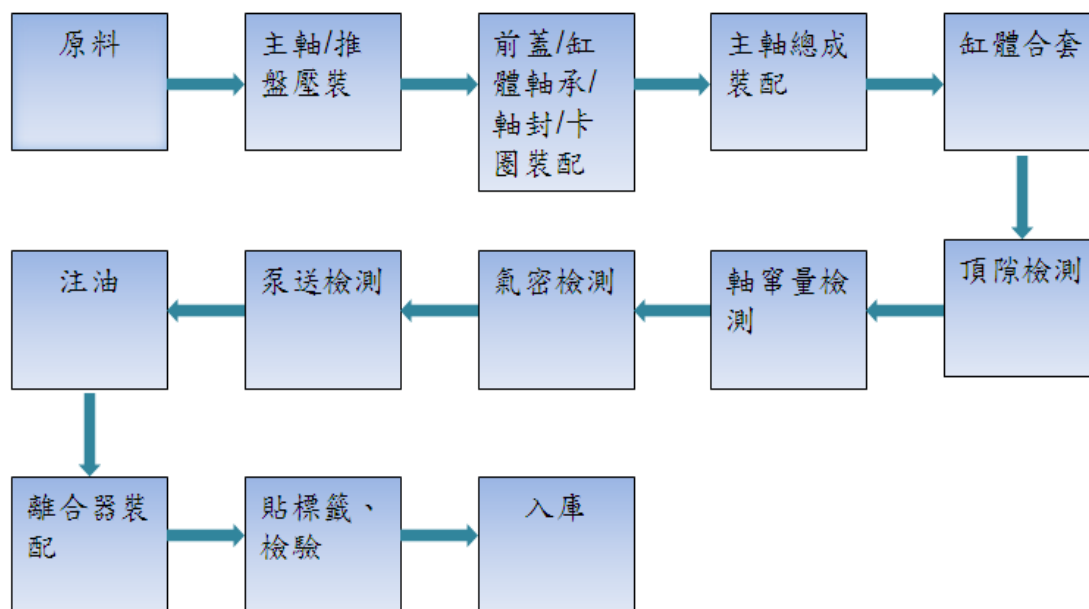 原料
主軸/推
盤壓裝
前蓋/缸
體軸承/
軸封/卡
圈裝配
主軸總成
裝配
缸體合套
頂隙檢測
軸窜量檢
測
氣密檢測
泵送檢測
注油
離合器裝
配
貼標籤、
檢驗
入庫